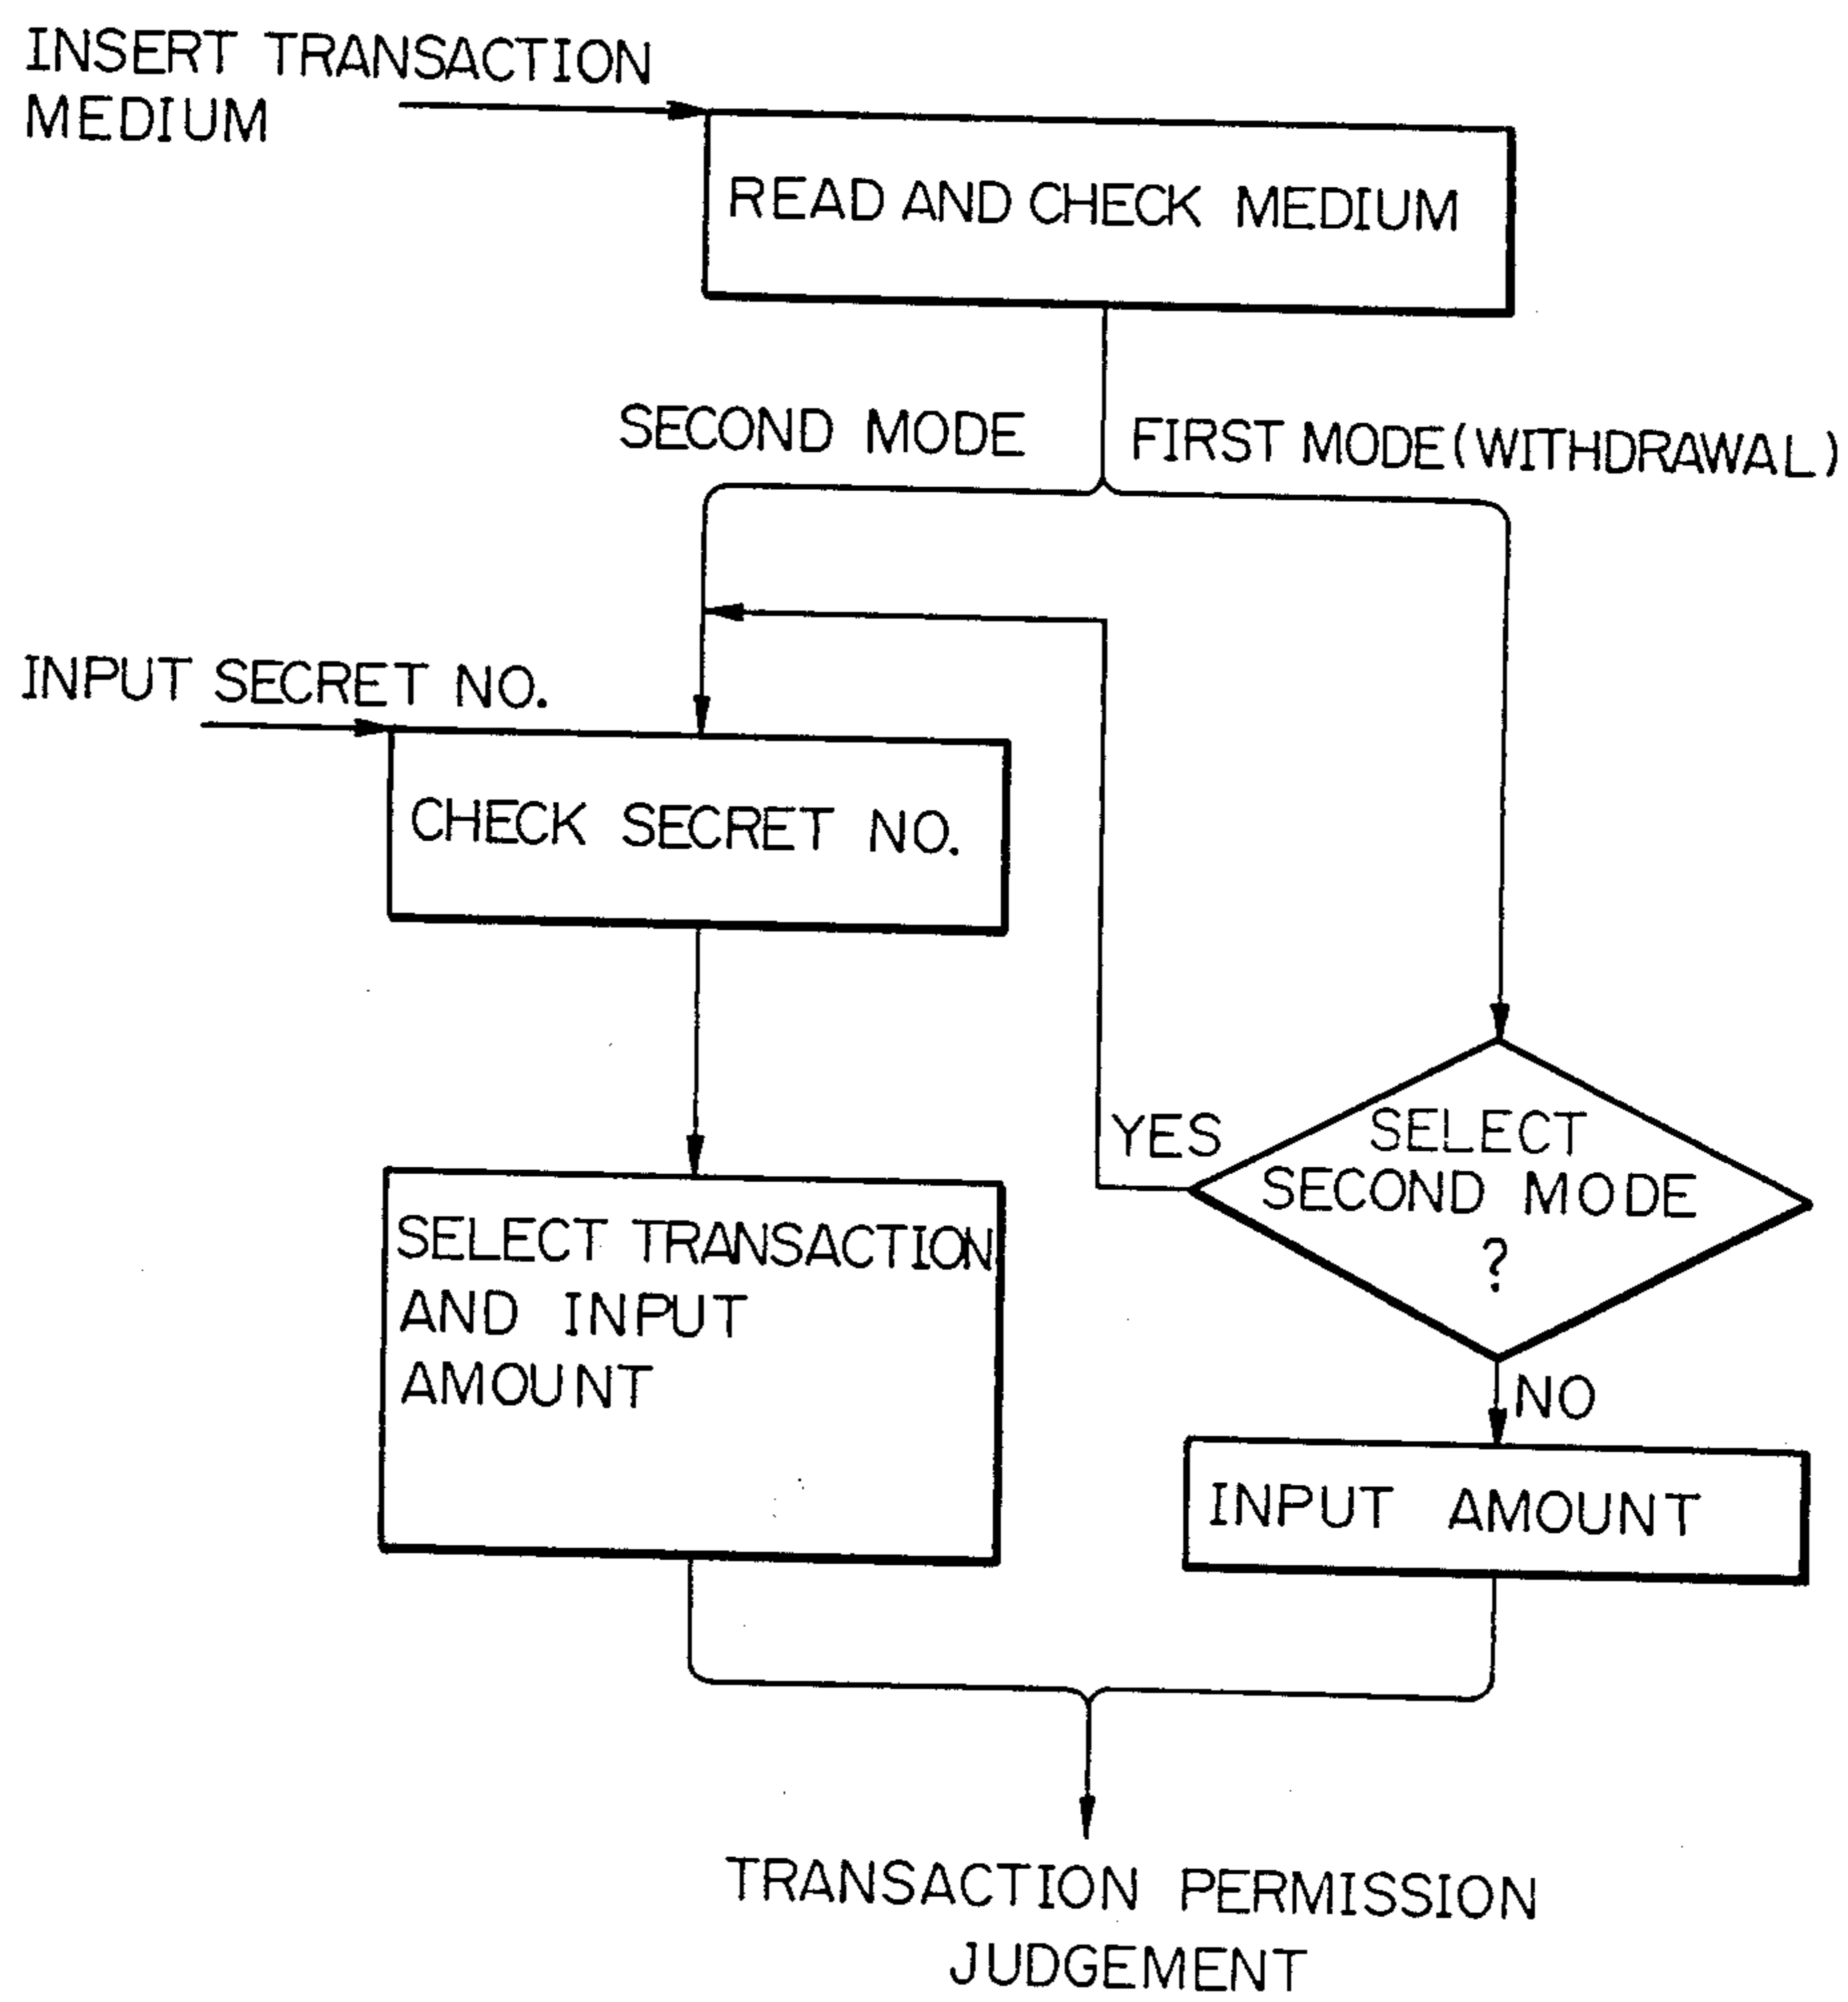 INSERT TRANSACTION
MEDIUM
READ AND CHECK MEDIUM
SECOND MODE
FIRST MODE (WITHDRAWAL)
INPUT SECRET NO.
CHECK SECRET NO.
YES
SELECT
SECOND MODE
?
SELECT TRANSACTION
AND INPUT
AMOUNT
NO
INPUT AMOUNT
TRANSACTION PERMISSION
JUDGEMENT